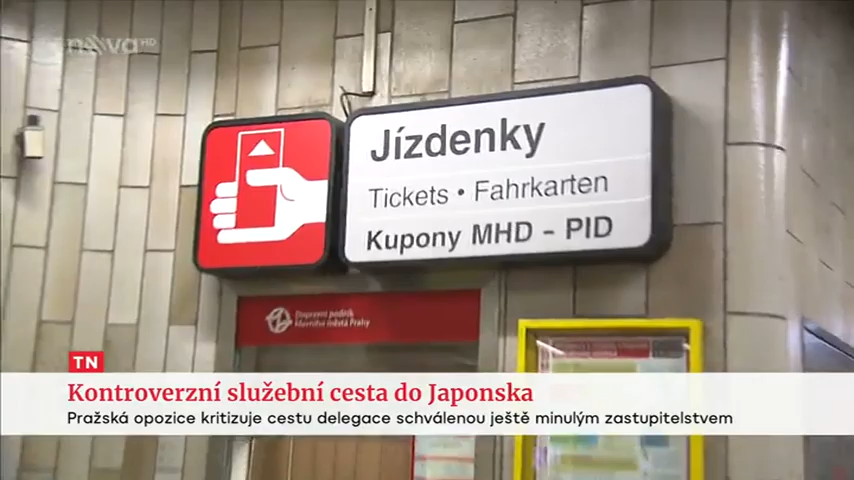 nova HD
Jízdenky
Tickets • Fahrkarten
Kupony MHD - PID
Dopravní podnik
hlavního města Prahy
TN
Kontroverzní služební cesta do Japonska
Pražská opozice kritizuje cestu delegace schválenou ještě minulým zastupitelstvem